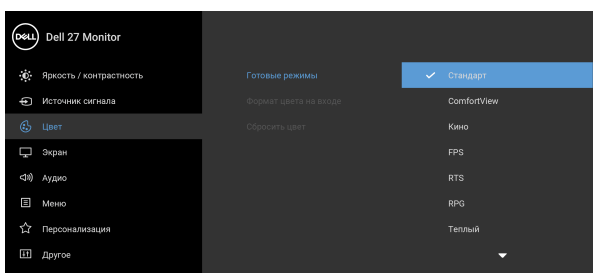 DELL
Dell 27 Monitor
Яркость / контрастность
Готовые режимы
Стандарт
Источник сигнала
Формат цвета на входе
ComfortView
Цвет
Сбросить цвет
Кино
Экран
FPS
Аудио
RTS
Меню
RPG
Персонализация
Теплый
Другое